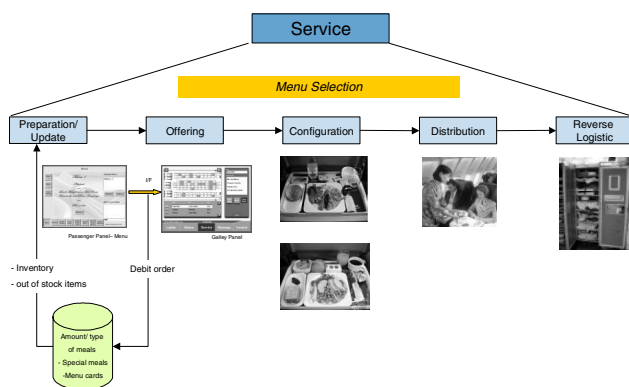 Service
Menu Selection
Preparation/
Update
Offering
Configuration
Distribution
Reverse
Logistic
I/F
Menu
Passenger Panel– Menu
Galley Panel
- Inventory
- out of stock items
Debit order
Amount/ type
of meals
- Special meals
-Menu cards